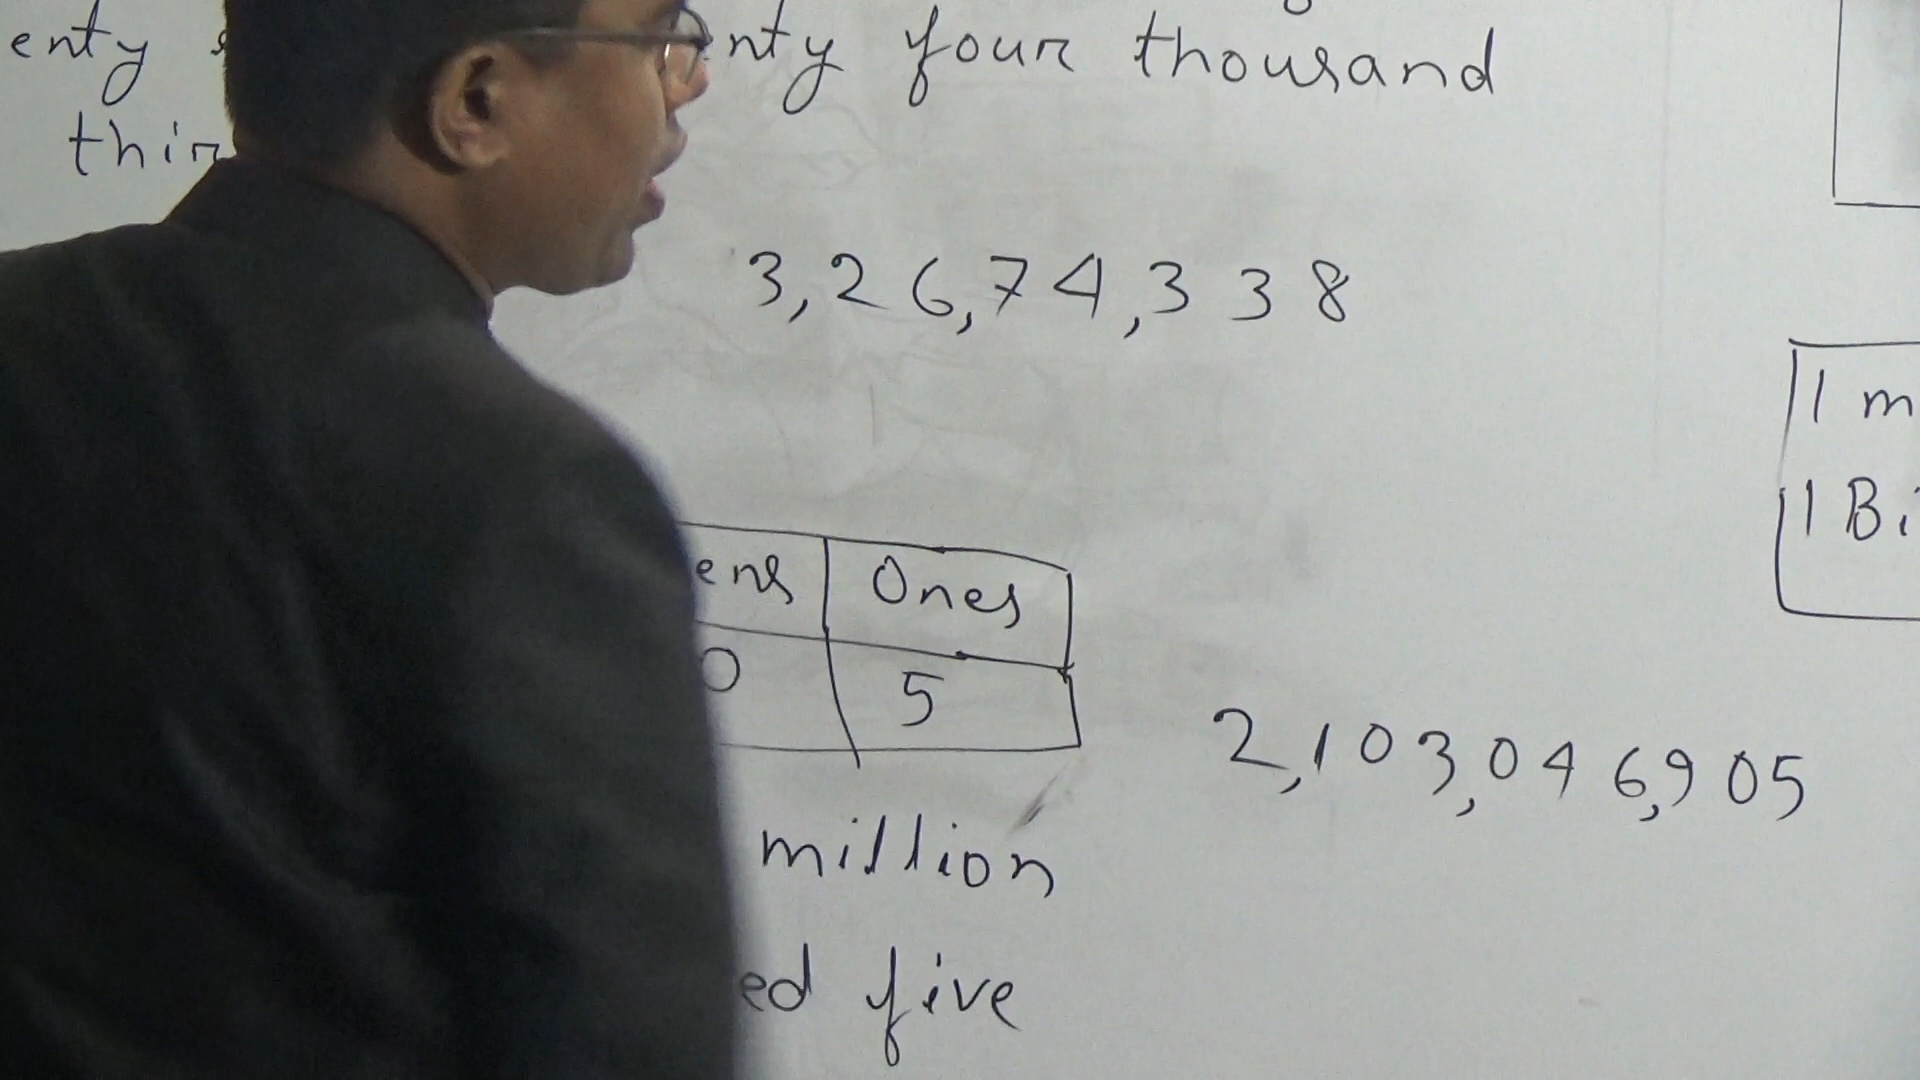 enty nty four thousand
thir
3,26,74,338
1 m
1 Bi
ens Ones
0 5
2,103,046,905
million
ed five